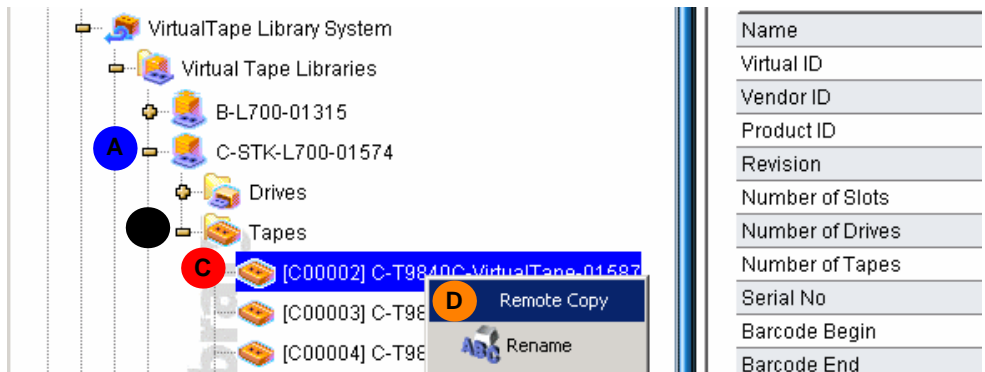 VirtualTape Library System
Virtual Tape Libraries
B-L700-01315
A C-STK-L700-01574
Drives
Tapes
C [C00002] C-T9840C-VirtualTape-01587
D Remote Copy
[C00003] C-T98
Rename
[C00004] C-T98
Name
Virtual ID
Vendor ID
Product ID
Revision
Number of Slots
Number of Drives
Number of Tapes
Serial No
Barcode Begin
Barcode End